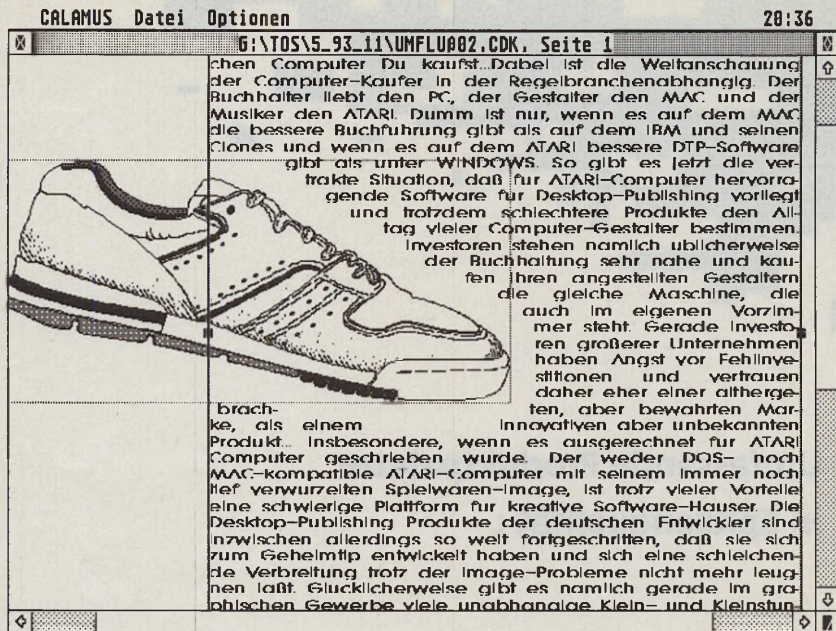 CALAMUS Datei Optionen 20:36
G:\TOS\5_93_11\UMFLU002.CDK, Seite 1
chen Computer Du kaufst...Dabei ist die Weltanschauung
der Computer-Kaufer in der Regelbranchenabhangig. Der
Buchhalter liebt den PC, der Gestalter den MAC und der
Musiker den ATARI. Dumm ist nur, wenn es auf dem MAC
die bessere Buchfuhrung gibt als auf dem IBM und seinen
Clones und wenn es auf dem ATARI bessere DTP-Software
gibt als unter WINDOWS. So gibt es jetzt die ver-
trakte Situation, daß fur ATARI-Computer hervorra-
gende Software fur Desktop-Publishing vorliegt
und trotzdem schlechtere Produkte den All-
tag vieler Computer-Gestalter bestimmen.
Investoren stehen namlich ublicherweise
der Buchhaltung sehr nahe und kau-
fen ihren angestellten Gestaltern
die gleiche Maschine, die
auch im eigenen Vorzim-
mer steht. Gerade Investo-
ren großerer Unternehmen
haben Angst vor Fehlinve-
stitionen und vertrauen
daher eher einer altherge-
brach- ten, aber bewahrten Mar-
ke, als einem innovativen aber unbekannten
Produkt... Insbesondere, wenn es ausgerechnet fur ATARI
Computer geschrieben wurde. Der weder DOS- noch
MAC-kompatible ATARI-Computer mit seinem immer noch
tief verwurzelten Spielwaren-Image, ist trotz vieler Vorteile
eine schwierige Plattform fur kreative Software-Hauser. Die
Desktop-Publishing Produkte der deutschen Entwickler sind
inzwischen allerdings so weit fortgeschritten, daß sie sich
zum Geheimtip entwickelt haben und sich eine schleichen-
de Verbreitung trotz der Image-Probleme nicht mehr leug-
nen laßt. Glucklicherweise gibt es namlich gerade im gra-
phischen Gewerbe viele unabhangige Klein- und Kleinstun-